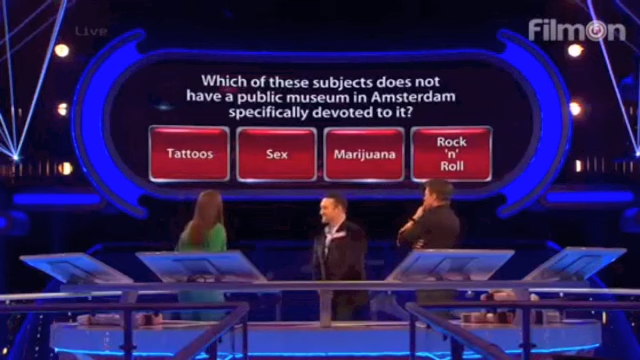 Live
FilmOn
Which of these subjects does not
have a public museum in Amsterdam
specifically devoted to it?
Tattoos
Sex
Marijuana
Rock
'n'
Roll